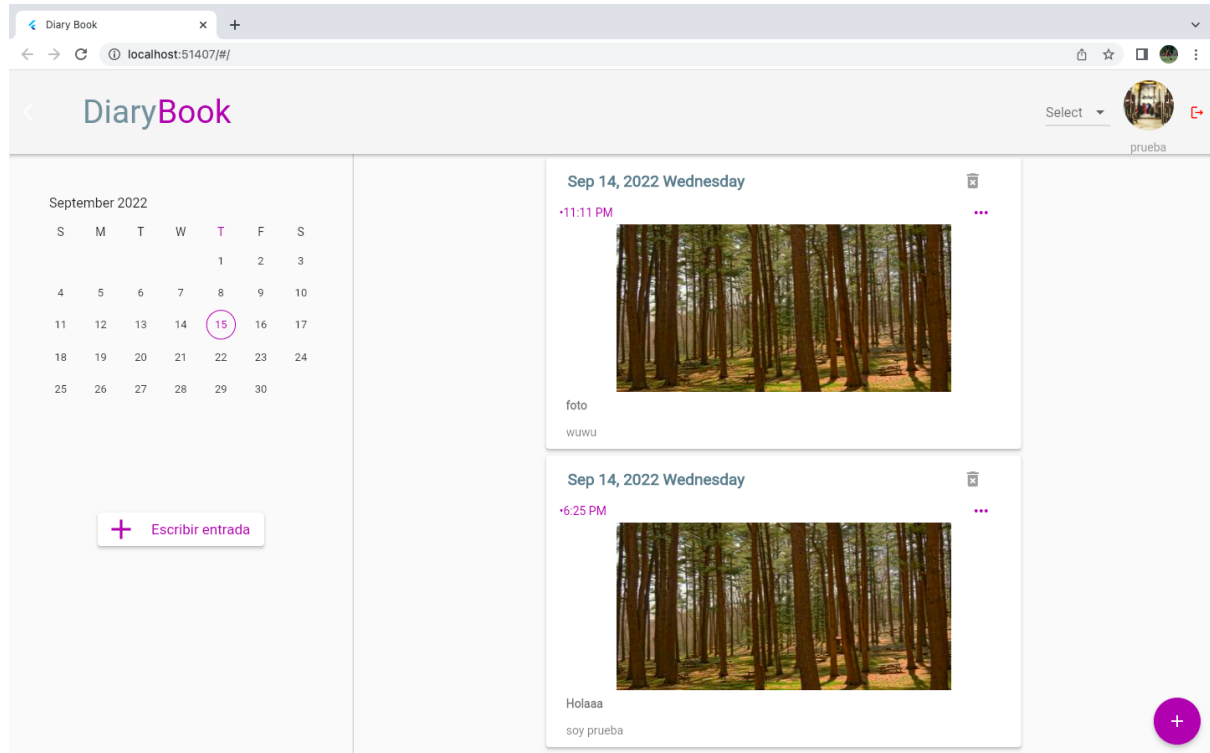 Diary Book
localhost:51407/#/
DiaryBook
Select
prueba
September 2022
S M T W T F S
1 2 3
4 5 6 7 8 9 10
11 12 13 14 15 16 17
18 19 20 21 22 23 24
25 26 27 28 29 30
+ Escribir entrada
Sep 14, 2022 Wednesday
•11:11 PM
foto
wuwu
Sep 14, 2022 Wednesday
•6:25 PM
Holaaa
soy prueba